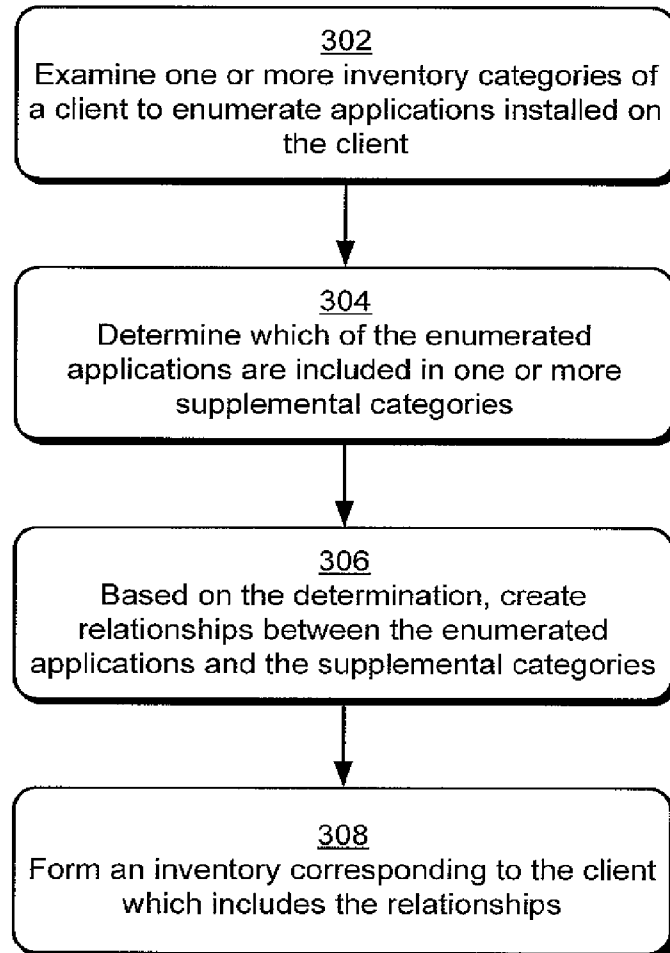 302
Examine one or more inventory categories of
a client to enumerate applications installed on
the client
304
Determine which of the enumerated
applications are included in one or more
supplemental categories
306
Based on the determination, create
relationships between the enumerated
applications and the supplemental categories
308
Form an inventory corresponding to the client
which includes the relationships